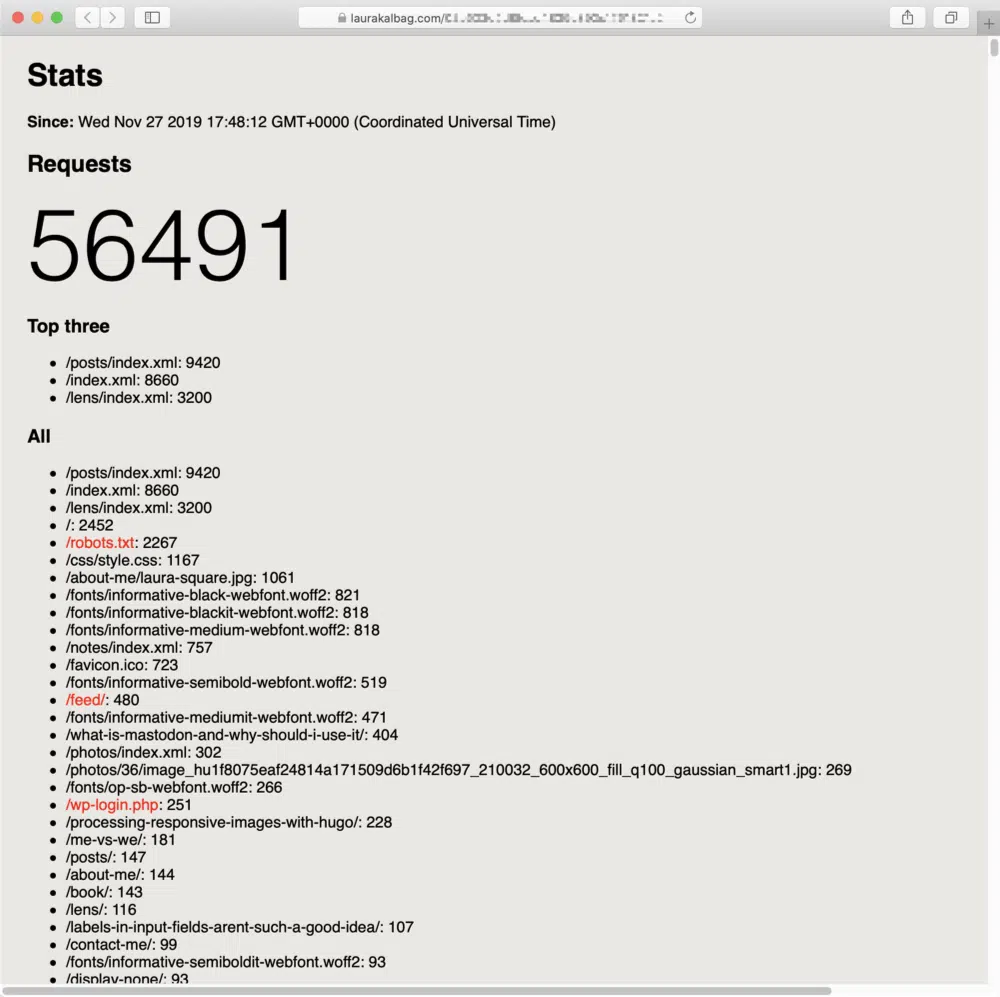 laurakalbag.com/
Stats
Since: Wed Nov 27 2019 17:48:12 GMT+0000 (Coordinated Universal Time)
Requests
56491
Top three
/posts/index.xml: 9420
/index.xml: 8660
/lens/index.xml: 3200
All
/posts/index.xml: 9420
/index.xml: 8660
/lens/index.xml: 3200
/: 2452
/robots.txt: 2267
/css/style.css: 1167
/about-me/laura-square.jpg: 1061
/fonts/informative-black-webfont.woff2: 821
/fonts/informative-blackit-webfont.woff2: 818
/fonts/informative-medium-webfont.woff2: 818
/notes/index.xml: 757
/favicon.ico: 723
/fonts/informative-semibold-webfont.woff2: 519
/feed/: 480
/fonts/informative-mediumit-webfont.woff2: 471
/what-is-mastodon-and-why-should-i-use-it/: 404
/photos/index.xml: 302
/photos/36/image_hu1f8075eaf24814a171509d6b1f42f697_210032_600x600_fill_q100_gaussian_smart1.jpg: 269
/fonts/op-sb-webfont.woff2: 266
/wp-login.php: 251
/processing-responsive-images-with-hugo/: 228
/me-vs-we/: 181
/posts/: 147
/about-me/: 144
/book/: 143
/lens/: 116
/labels-in-input-fields-arent-such-a-good-idea/: 107
/contact-me/: 99
/fonts/informative-semiboldit-webfont.woff2: 93
/display-none/: 93